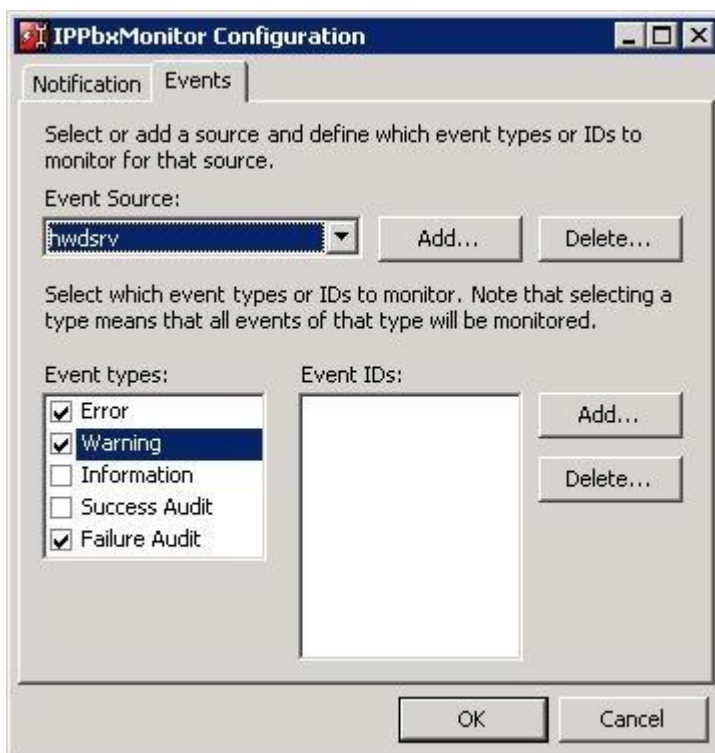 IPPbxMonitor Configuration
Notification
Events
Select or add a source and define which event types or IDs to
monitor for that source.
Event Source:
hwdsrv
Add...
Delete...
Select which event types or IDs to monitor. Note that selecting a
type means that all events of that type will be monitored.
Event types:
Event IDs:
Error
Warning
Information
Success Audit
Failure Audit
Add...
Delete...
OK
Cancel